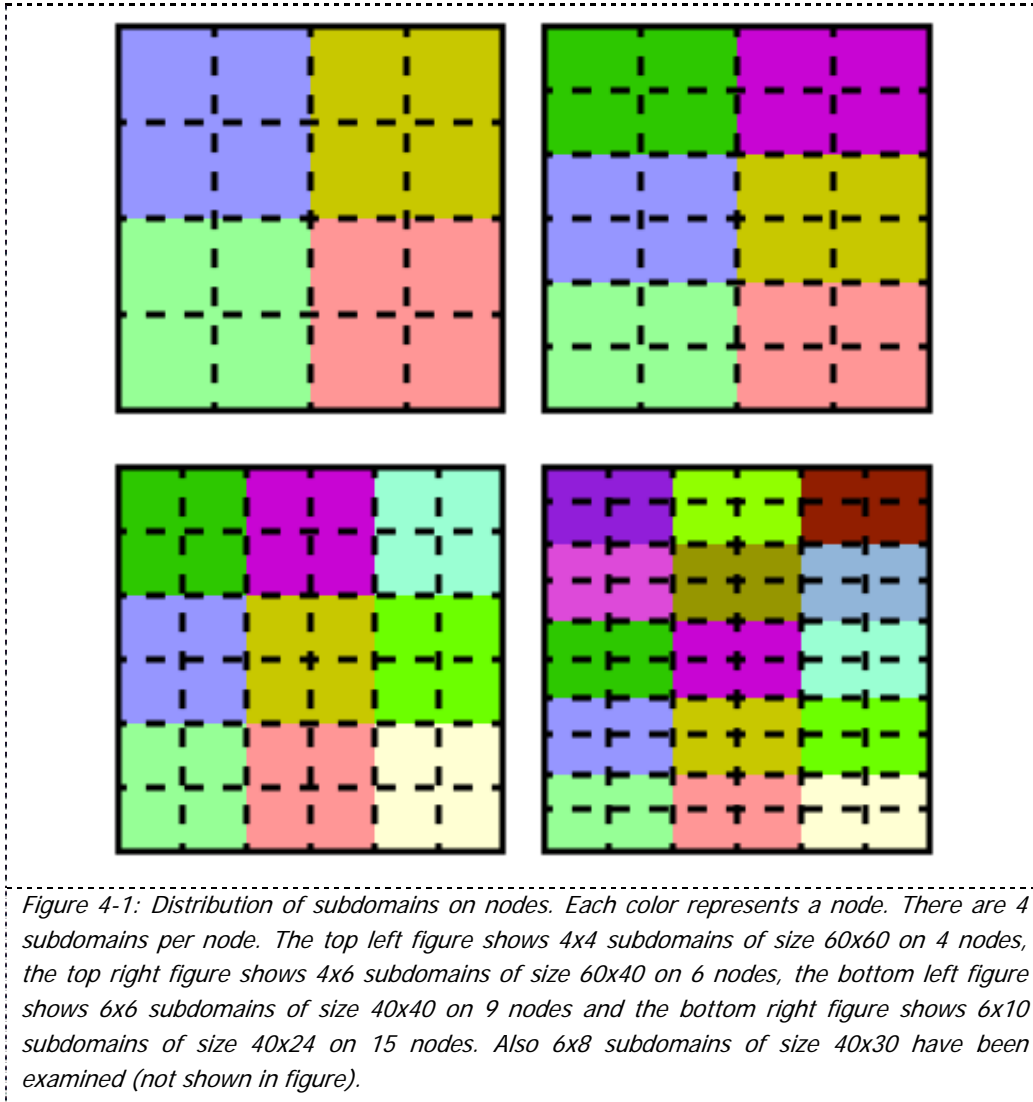 Figure 4-1: Distribution of subdomains on nodes. Each color represents a node. There are 4
subdomains per node. The top left figure shows 4x4 subdomains of size 60x60 on 4 nodes,
the top right figure shows 4x6 subdomains of size 60x40 on 6 nodes, the bottom left figure
shows 6x6 subdomains of size 40x40 on 9 nodes and the bottom right figure shows 6x10
subdomains of size 40x24 on 15 nodes. Also 6x8 subdomains of size 40x30 have been
examined (not shown in figure).